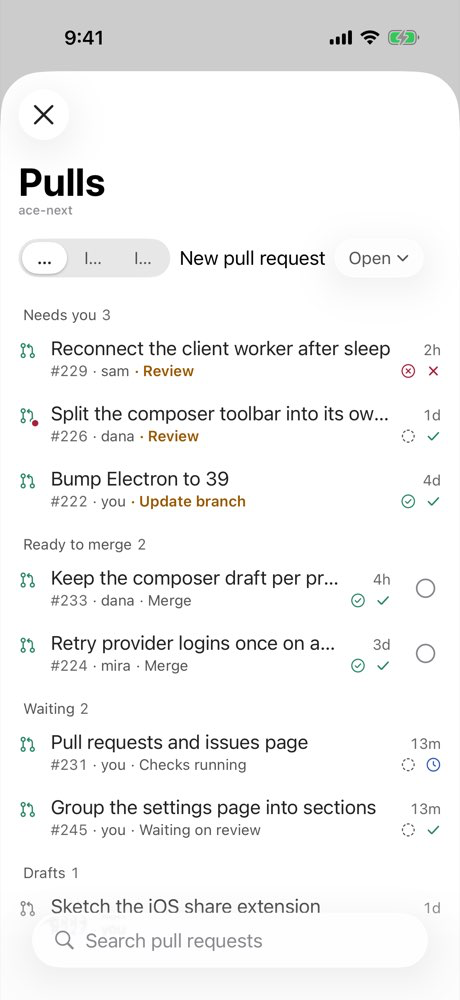 9:41
Pulls
ace-next
... I... I... New pull request Open
Needs you 3
Reconnect the client worker after sleep 2h
#229 · sam · Review
Split the composer toolbar into its ow... 1d
#226 · dana · Review
Bump Electron to 39 4d
#222 · you · Update branch
Ready to merge 2
Keep the composer draft per pr... 4h
#233 · dana · Merge
Retry provider logins once on a... 3d
#224 · mira · Merge
Waiting 2
Pull requests and issues page 13m
#231 · you · Checks running
Group the settings page into sections 13m
#245 · you · Waiting on review
Drafts 1
Sketch the iOS share extension 1d
Search pull requests